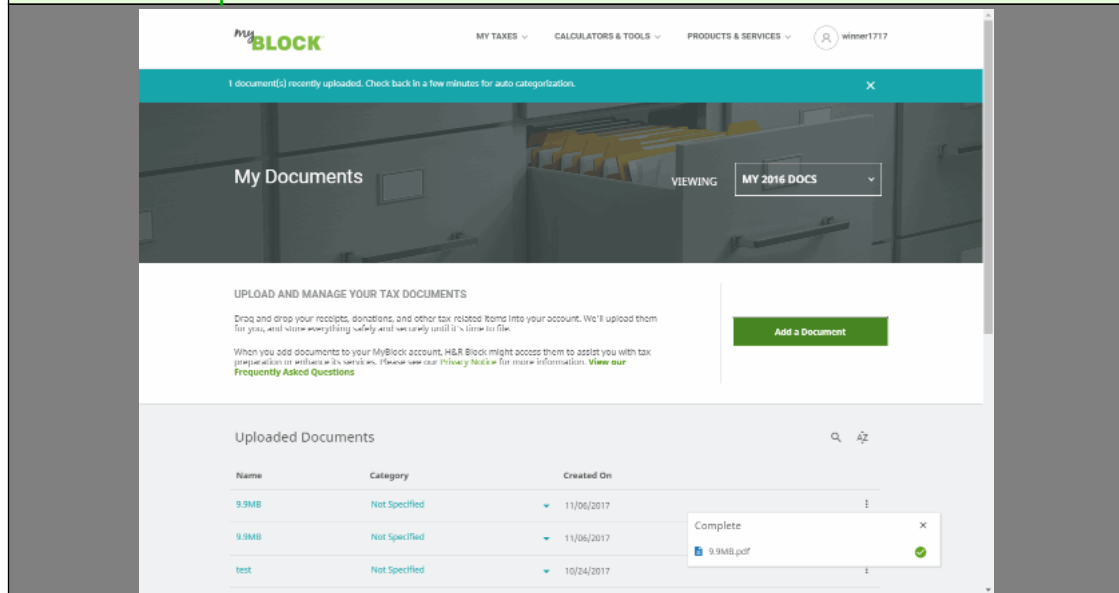 my BLOCK
MY TAXES
CALCULATORS & TOOLS
PRODUCTS & SERVICES
winner1717
1 document(s) recently uploaded. Check back in a few minutes for auto categorization.
My Documents
VIEWING
MY 2016 DOCS
UPLOAD AND MANAGE YOUR TAX DOCUMENTS
Drag and drop your receipts, donations, and other tax related items into your account. We'll upload them
for you, and store everything safely and securely until it's time to file.
Add a Document
When you add documents to your MyBlock account, H&R Block might access them to assist you with tax
preparation or enhance its services. Please see our Privacy Notice for more information. View our
Frequently Asked Questions
Uploaded Documents
AZ
Name Category Created On
9.9MB Not Specified 11/06/2017
9.9MB Not Specified 11/06/2017
test Not Specified 10/24/2017
Complete
9.9MB.pdf